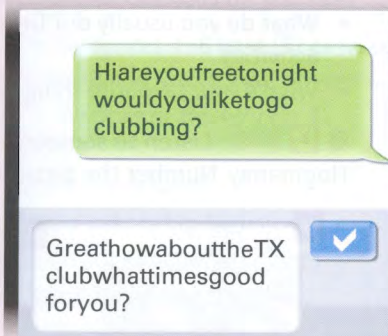 Hiareyoufreetonight
wouldyouliketogo
clubbing?
GreathowabouttheTX
clubwhattimesgood
foryou?